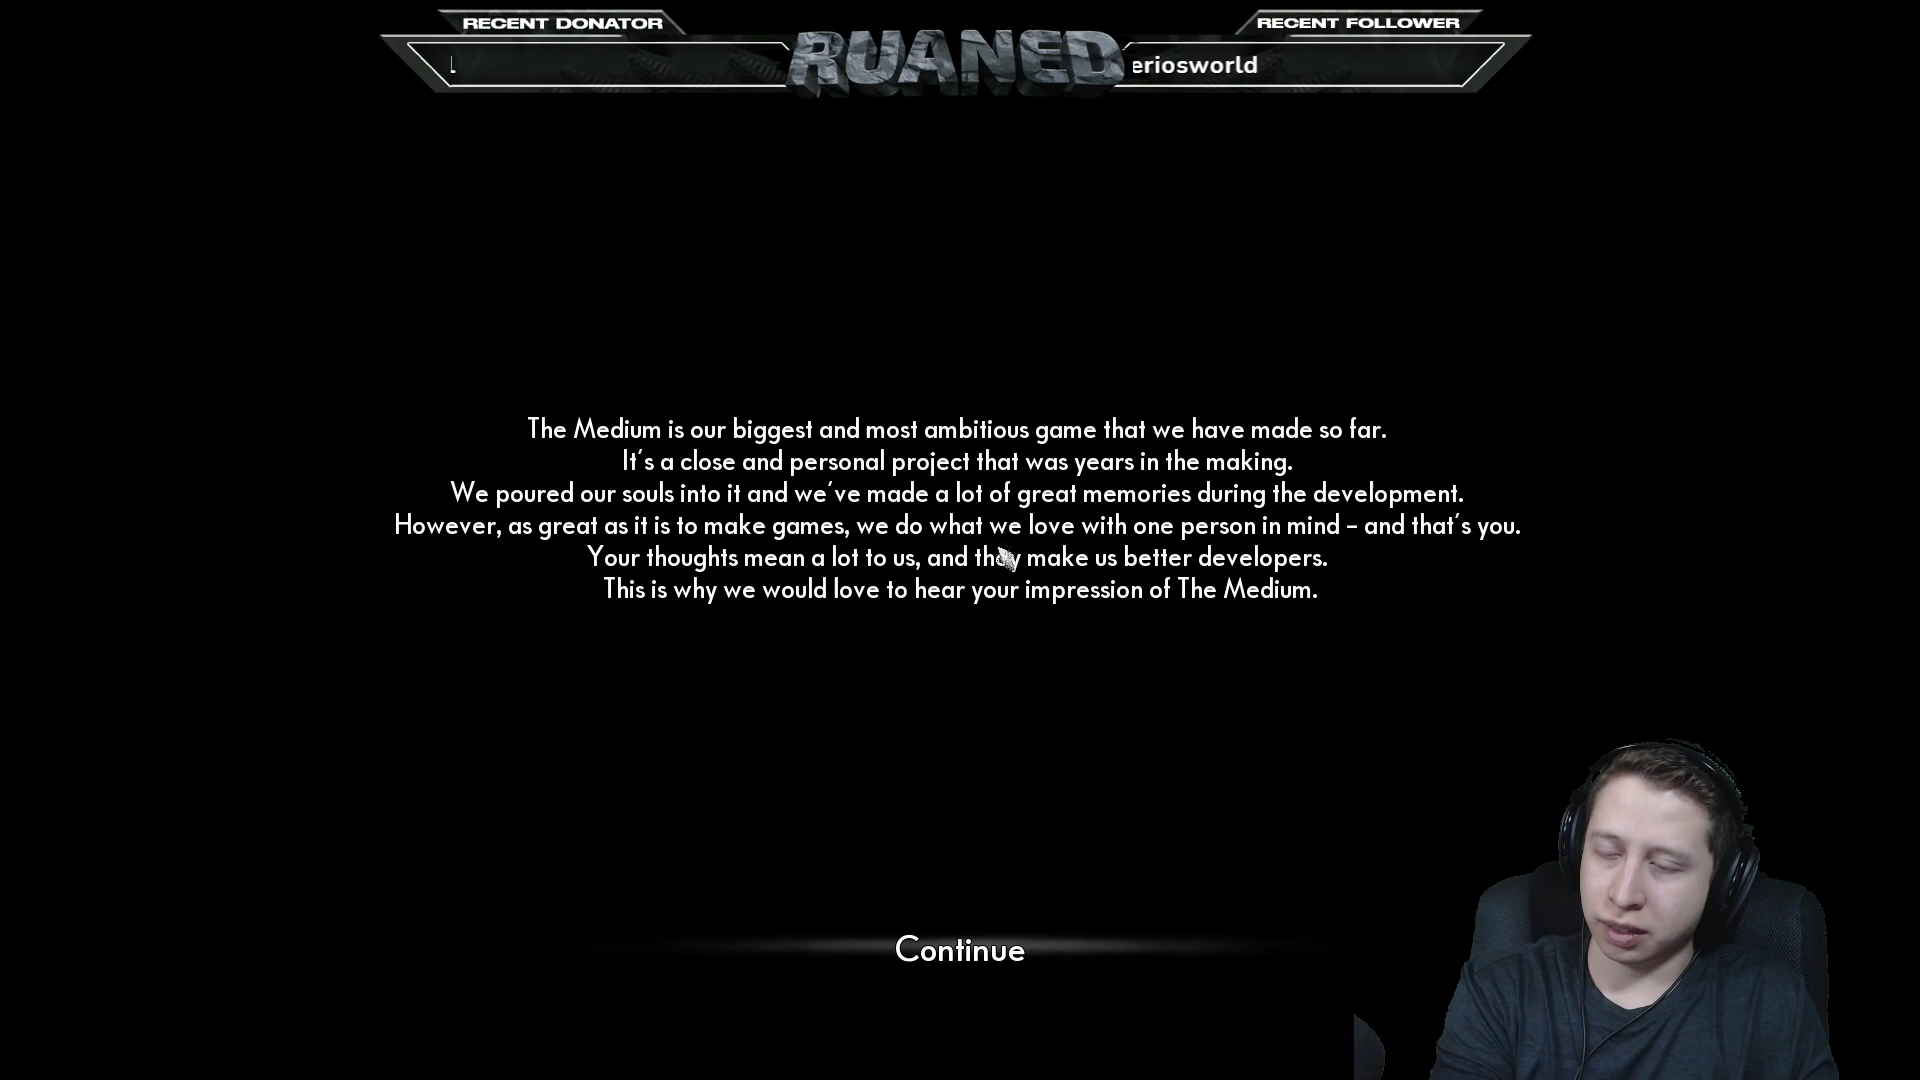 RECENT DONATOR
RECENT FOLLOWER
RUANED
eriosworld
The Medium is our biggest and most ambitious game that we have made so far.
It's a close and personal project that was years in the making.
We poured our souls into it and we've made a lot of great memories during the development.
However, as great as it is to make games, we do what we love with one person in mind – and that's you.
Your thoughts mean a lot to us, and they make us better developers.
This is why we would love to hear your impression of The Medium.
Continue